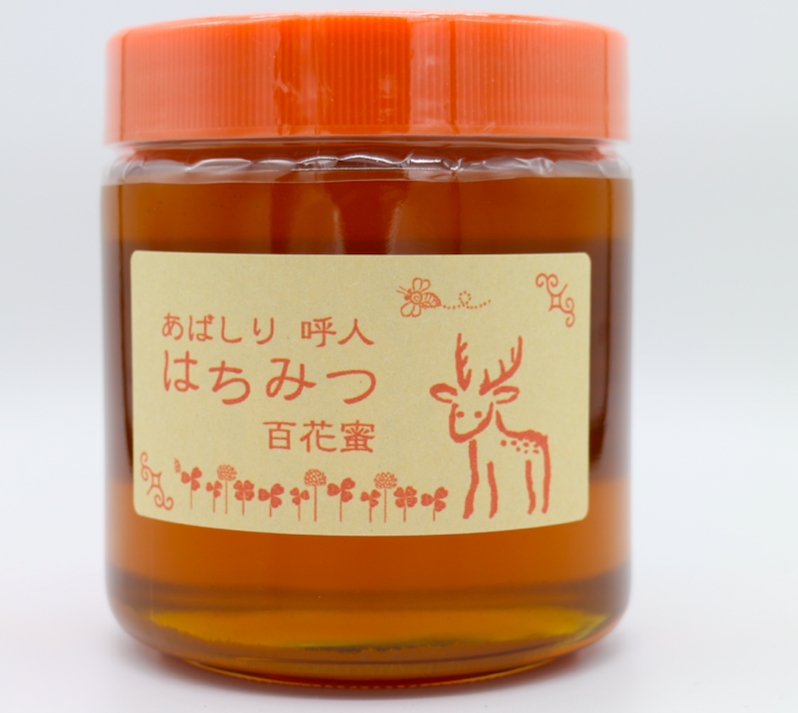 あばしり 呼人
はちみつ
百花蜜